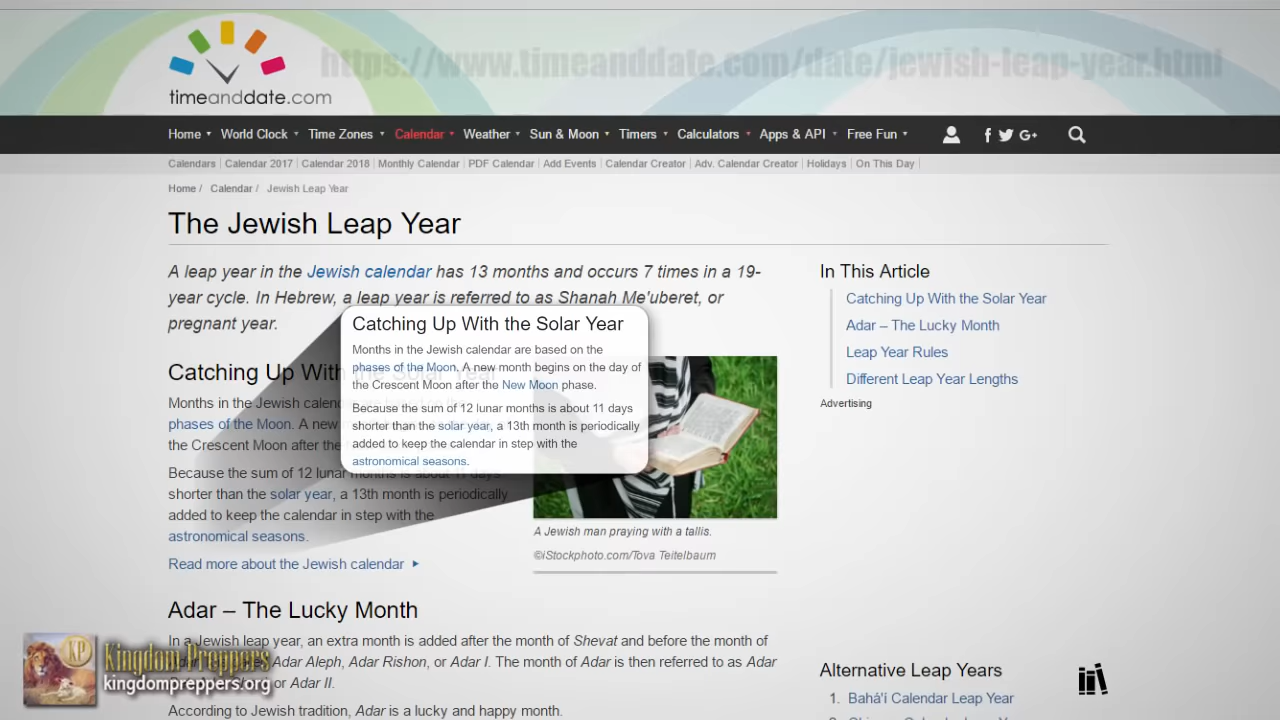 https://www.timeanddate.com/date/jewish-leap-year.html
timeanddate.com
Home World Clock Time Zones Calendar Weather Sun & Moon Timers Calculators Apps & API Free Fun
Calendars Calendar 2017 Calendar 2018 Monthly Calendar PDF Calendar Add Events Calendar Creator Adv. Calendar Creator Holidays On This Day
Home / Calendar / Jewish Leap Year
The Jewish Leap Year
A leap year in the Jewish calendar has 13 months and occurs 7 times in a 19-
year cycle. In Hebrew, a leap year is referred to as Shanah Me'uberet, or
pregnant year.
Catching Up With the Solar Year
Months in the Jewish calendar are based on the
phases of the Moon. A new month begins on the day of
the Crescent Moon after the New Moon phase.
Because the sum of 12 lunar months is about 11 days
shorter than the solar year, a 13th month is periodically
added to keep the calendar in step with the
astronomical seasons.
Catching Up With the Solar Year
Months in the Jewish calen
phases of the Moon. A new m
the Crescent Moon after the
Because the sum of 12 lunar months is about 11 days
shorter than the solar year, a 13th month is periodically
added to keep the calendar in step with the
astronomical seasons.
Read more about the Jewish calendar
A Jewish man praying with a tallis.
©iStockphoto.com/Tova Teitelbaum
Adar – The Lucky Month
In a Jewish leap year, an extra month is added after the month of Shevat and before the month of
Adar Aleph, Adar Rishon, or Adar I. The month of Adar is then referred to as Adar
or Adar II.
According to Jewish tradition, Adar is a lucky and happy month.
In This Article
Catching Up With the Solar Year
Adar – The Lucky Month
Leap Year Rules
Different Leap Year Lengths
Advertising
Alternative Leap Years
1. Bahá'í Calendar Leap Year
KP
Kingdom Preppers
kingdompreppers.org